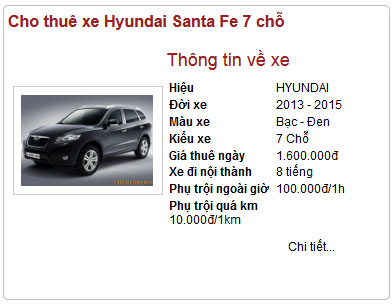 Cho thuê xe Hyundai Santa Fe 7 chỗ
Thông tin về xe
Hiệu HYUNDAI
Đời xe 2013 - 2015
Màu xe Bạc - Đen
Kiểu xe 7 Chỗ
Giá thuê ngày 1.600.000đ
Xe đi nội thành 8 tiếng
Phụ trội ngoài giờ 100.000đ/1h
Phụ trội quá km
10.000đ/1km
Chi tiết...